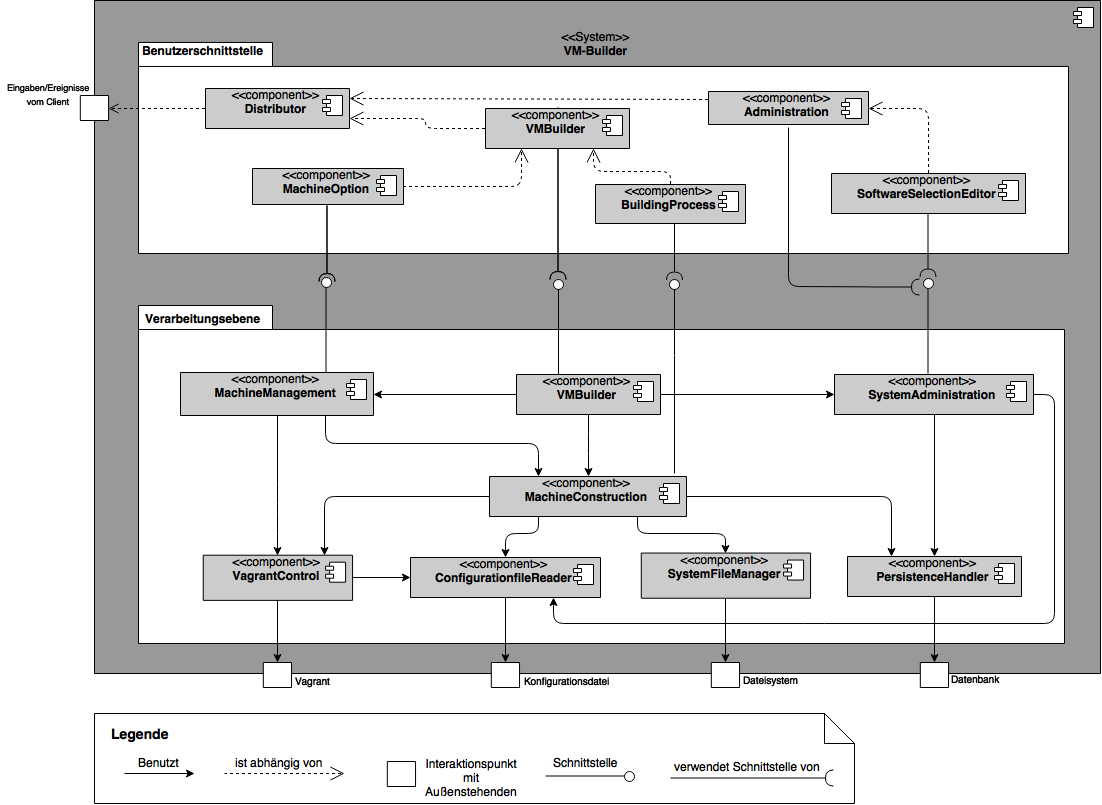 <<System>>
VM-Builder
Benutzerschnittstelle
Eingaben/Ereignisse
vom Client
<<component>>
Distributor
<<component>>
VMBuilder
<<component>>
Administration
<<component>>
MachineOption
<<component>>
BuildingProcess
<<component>>
SoftwareSelectionEditor
Verarbeitungsebene
<<component>>
MachineManagement
<<component>>
VMBuilder
<<component>>
SystemAdministration
<<component>>
MachineConstruction
<<component>>
VagrantControl
<<component>>
ConfigurationfileReader
<<component>>
SystemFileManager
<<component>>
PersistenceHandler
Vagrant
Konfigurationsdatei
Dateisystem
Datenbank
Legende
Benutzt
ist abhängig von
Interaktionspunkt
mit
Außenstehenden
Schnittstelle
verwendet Schnittstelle von